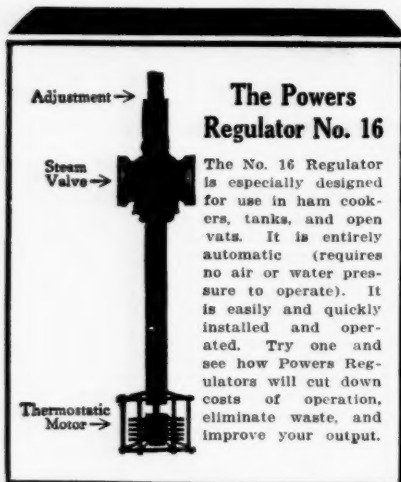 The Powers
Regulator No. 16
Adjustment
Steam
Valve
Thermostatic
Motor
The No. 16 Regulator
is especially designed
for use in ham cook-
ers, tanks, and open
vats. It is entirely
automatic (requires
no air or water pres-
sure to operate). It
is easily and quickly
installed and oper-
ated. Try one and
see how Powers Reg-
ulators will cut down
costs of operation,
eliminate waste, and
improve your output.